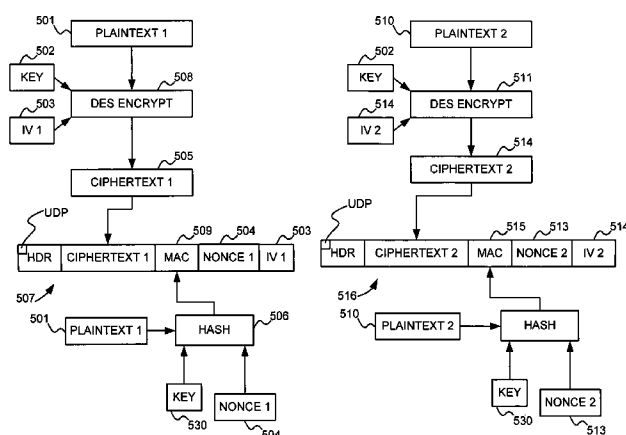 501
PLAINTEXT 1
502
KEY
508
503
DES ENCRYPT
IV 1
505
CIPHERTEXT 1
UDP
509 504 503
HDR CIPHERTEXT 1 MAC NONCE 1 IV 1
507
501
PLAINTEXT 1
HASH
506
KEY
530
NONCE 1
504
510
PLAINTEXT 2
502
KEY
511
514
DES ENCRYPT
IV 2
514
CIPHERTEXT 2
UDP
515 513 514
HDR CIPHERTEXT 2 MAC NONCE 2 IV 2
516
510
PLAINTEXT 2
HASH
KEY
530
NONCE 2
513